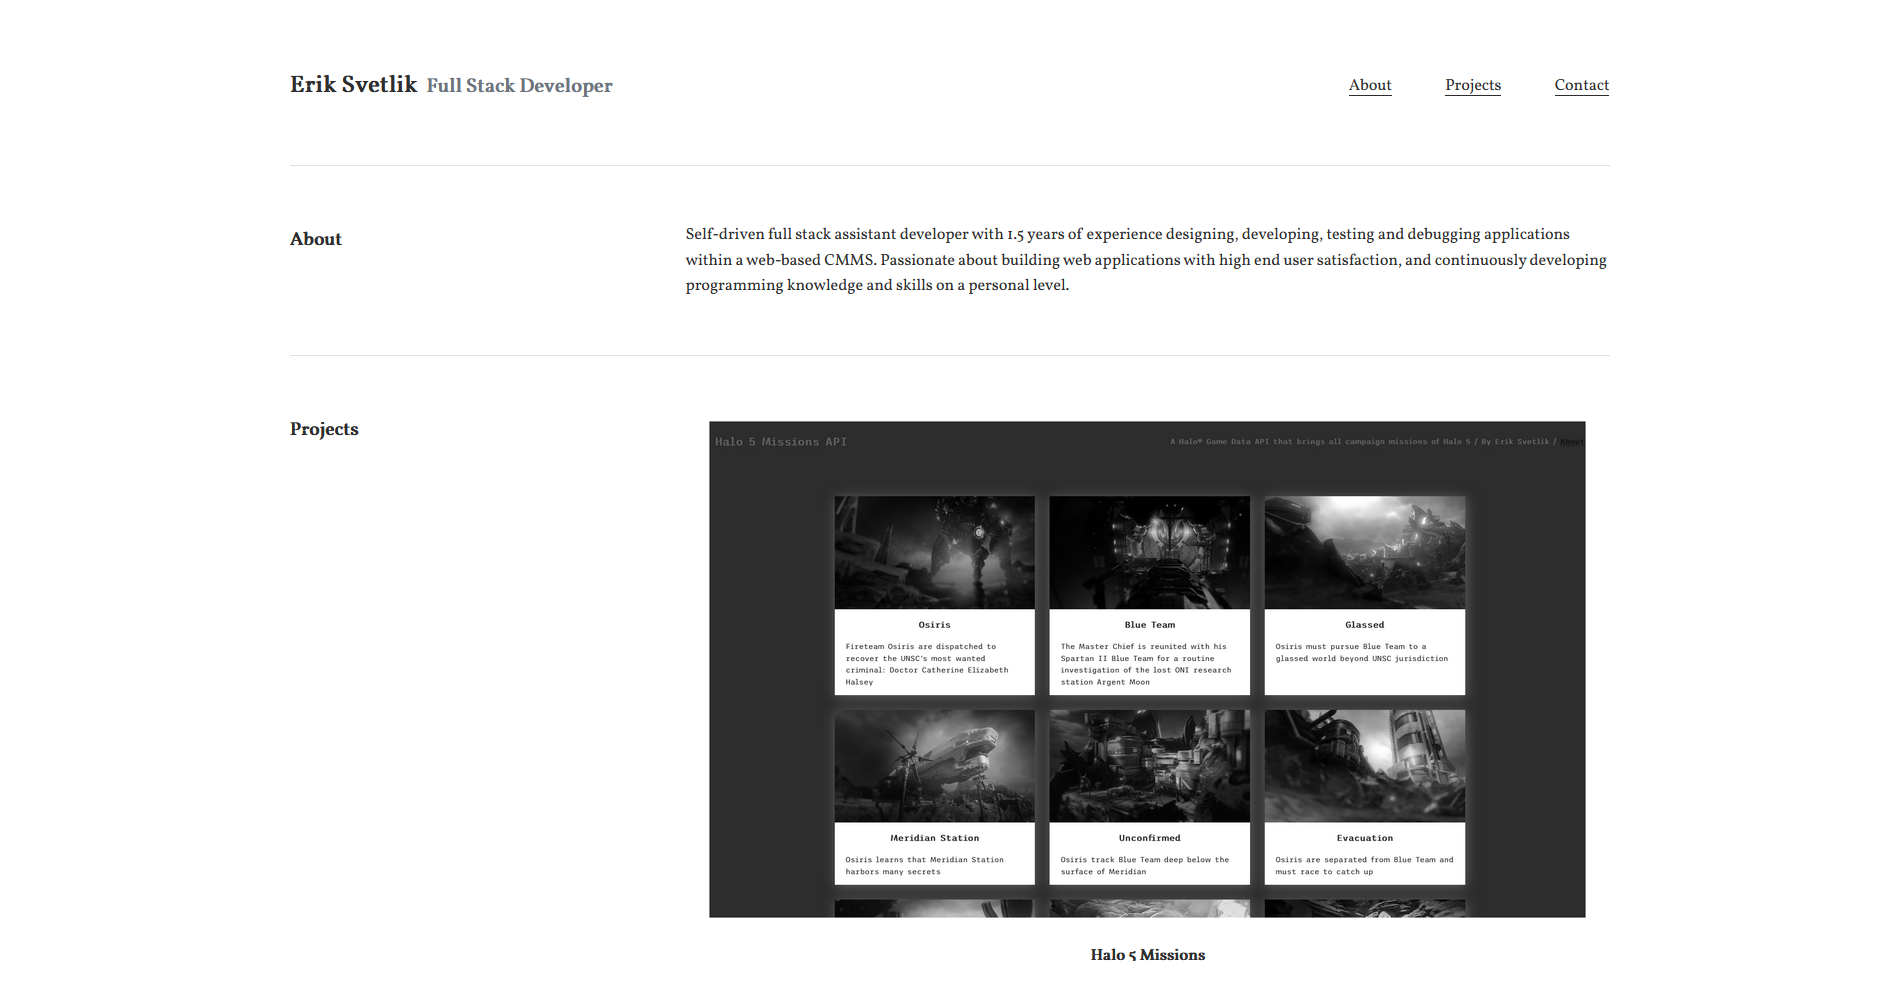 Erik Svetlik Full Stack Developer
About Projects Contact
About
Self-driven full stack assistant developer with 1.5 years of experience designing, developing, testing and debugging applications
within a web-based CMMS. Passionate about building web applications with high end user satisfaction, and continuously developing
programming knowledge and skills on a personal level.
Projects
Halo 5 Missions API
A Halo® Game Data API that brings all campaign missions of Halo 5 / By Erik Svetlik / About
Osiris
Fireteam Osiris are dispatched to
recover the UNSC's most wanted
criminal: Doctor Catherine Elizabeth
Halsey
Blue Team
The Master Chief is reunited with his
Spartan II Blue Team for a routine
investigation of the lost ONI research
station Argent Moon
Glassed
Osiris must pursue Blue Team to a
glassed world beyond UNSC jurisdiction
Meridian Station
Osiris learns that Meridian Station
harbors many secrets
Unconfirmed
Osiris track Blue Team deep below the
surface of Meridian
Evacuation
Osiris are separated from Blue Team and
must race to catch up
Halo 5 Missions